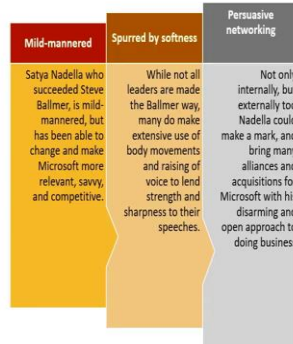 Mild-mannered
Satya Nadella who
succeeded Steve
Ballmer, is mild-
mannered, but
has been able to
change and make
Microsoft more
relevant, savvy,
and competitive.
Spurred by softness
While not all
leaders are made
the Ballmer way,
many do make
extensive use of
body movements
and raising of
voice to lend
strength and
sharpness to their
speeches.
Persuasive
networking
Not only
internally, bu
externally too
Nadella could
make a mark, and
bring many
alliances and
acquisitions fo
Microsoft with his
disarming and
open approach to
doing business